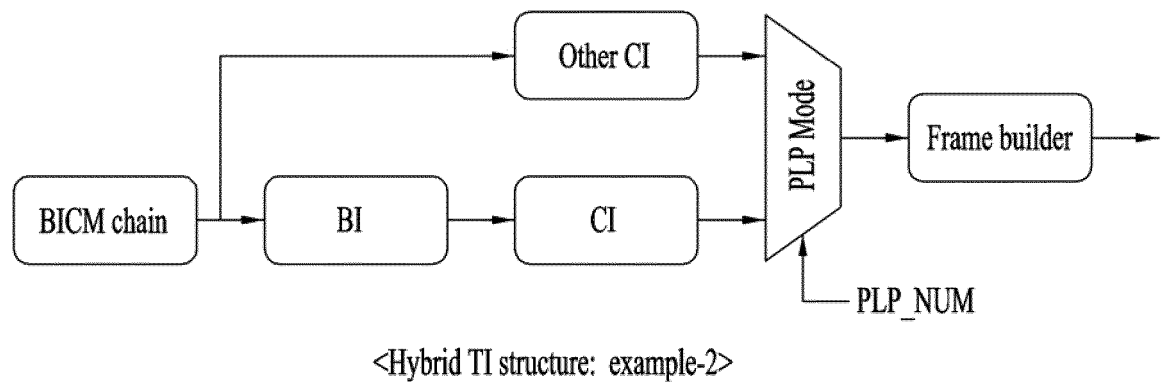 Other CI
PLP Mode
Frame builder
BICM chain
BI
CI
PLP_NUM
<Hybrid TI structure: example-2>